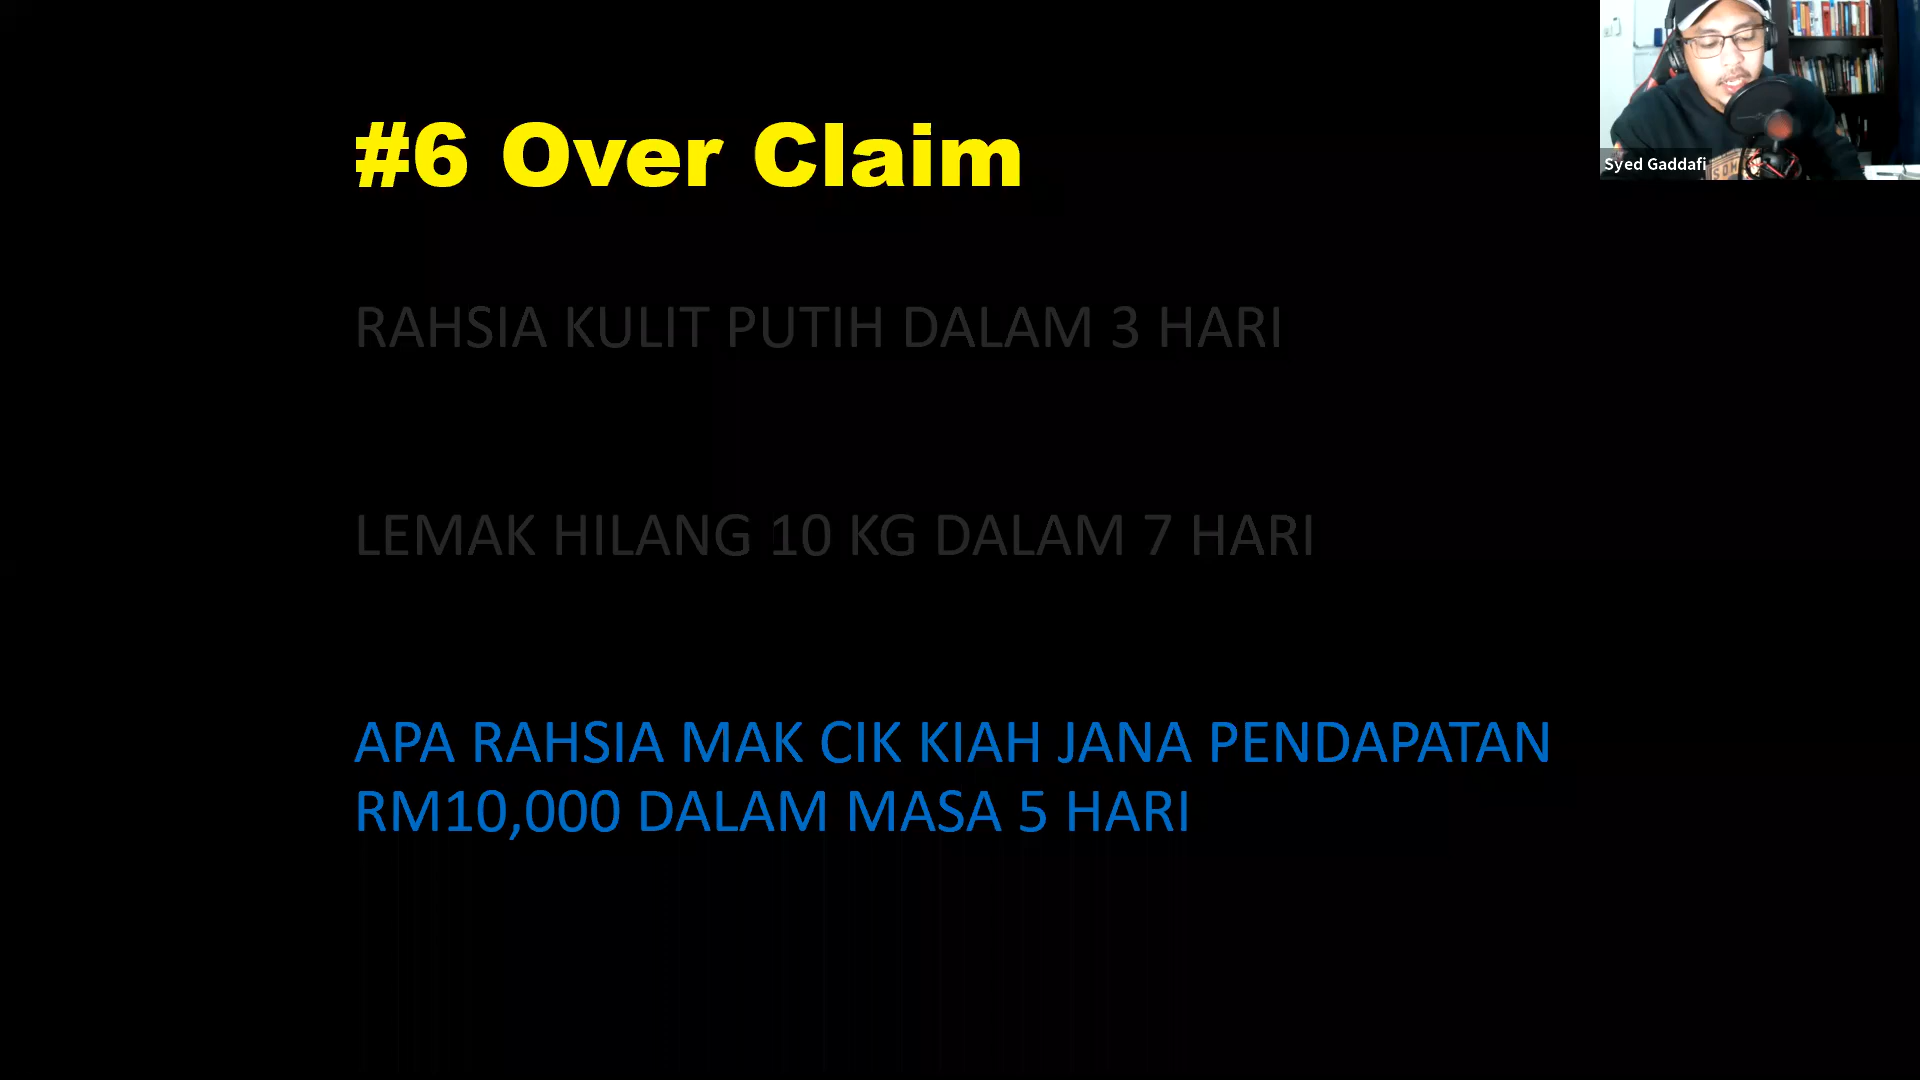 #6 Over Claim
RAHSIA KULIT PUTIH DALAM 3 HARI
LEMAK HILANG 10 KG DALAM 7 HARI
APA RAHSIA MAK CIK KIAH JANA PENDAPATAN
RM10,000 DALAM MASA 5 HARI
Syed Gaddafi